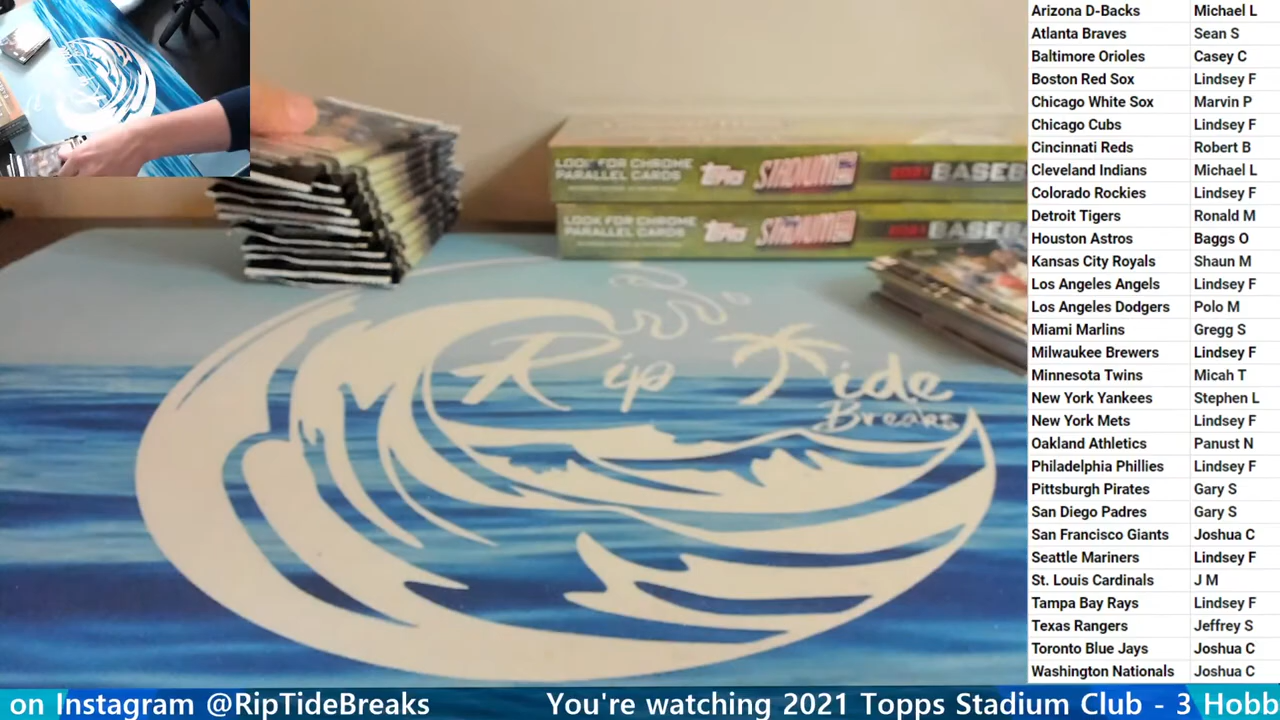 Arizona D-Backs Michael L
Atlanta Braves Sean S
Baltimore Orioles Casey C
Boston Red Sox Lindsey F
Chicago White Sox Marvin P
Chicago Cubs Lindsey F
Cincinnati Reds Robert B
Cleveland Indians Michael L
Colorado Rockies Lindsey F
Detroit Tigers Ronald M
Houston Astros Baggs O
Kansas City Royals Shaun M
Los Angeles Angels Lindsey F
Los Angeles Dodgers Polo M
Miami Marlins Gregg S
Milwaukee Brewers Lindsey F
Minnesota Twins Micah T
New York Yankees Stephen L
New York Mets Lindsey F
Oakland Athletics Panust N
Philadelphia Phillies Lindsey F
Pittsburgh Pirates Gary S
San Diego Padres Gary S
San Francisco Giants Joshua C
Seattle Mariners Lindsey F
St. Louis Cardinals J M
Tampa Bay Rays Lindsey F
Texas Rangers Jeffrey S
Toronto Blue Jays Joshua C
Washington Nationals Joshua C
LOOK FOR CHROME
PARALLEL CARDS
Topps STADIUM 2021 BASEB
LOOK FOR CHROME
PARALLEL CARDS
Topps STADIUM 2021 BASEB
Rip Tide
Breaks
on Instagram @RipTideBreaks You're watching 2021 Topps Stadium Club - 3 Hobb